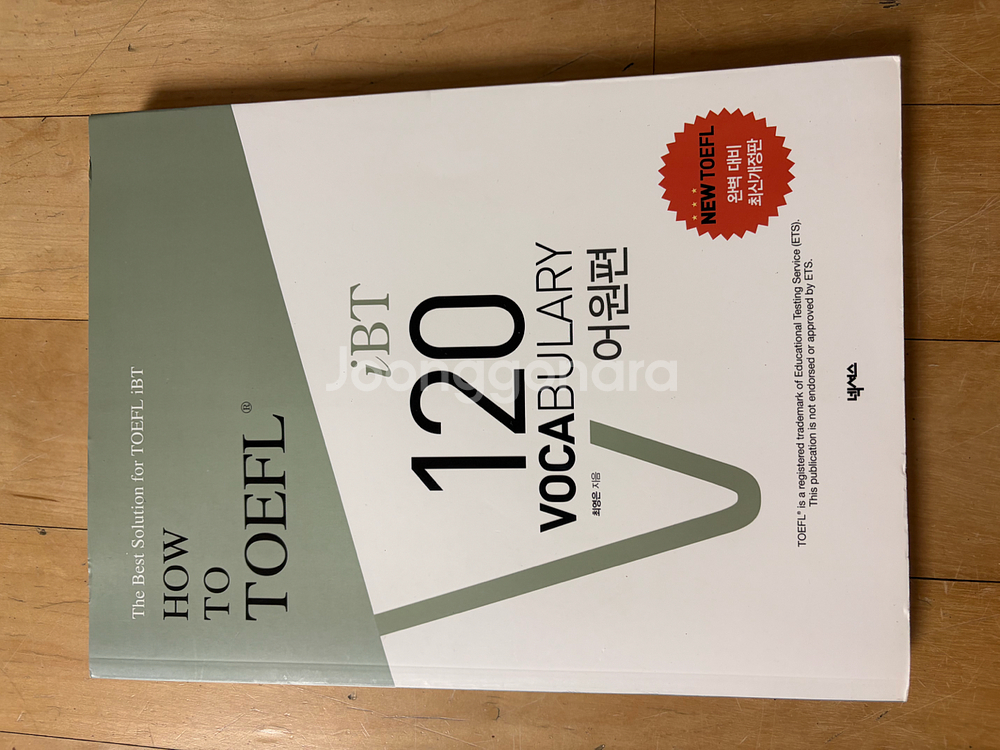 The Best Solution for TOEFL iBT
HOW
TO
TOEFL®
iBT
120
VOCABULARY
어원편
최영은 지음
★ ★ ★
NEW TOEFL
완벽 대비
최신개정판
TOEFL® is a registered trademark of Educational Testing Service (ETS).
This publication is not endorsed or approved by ETS.
넥서스
Joonggonara